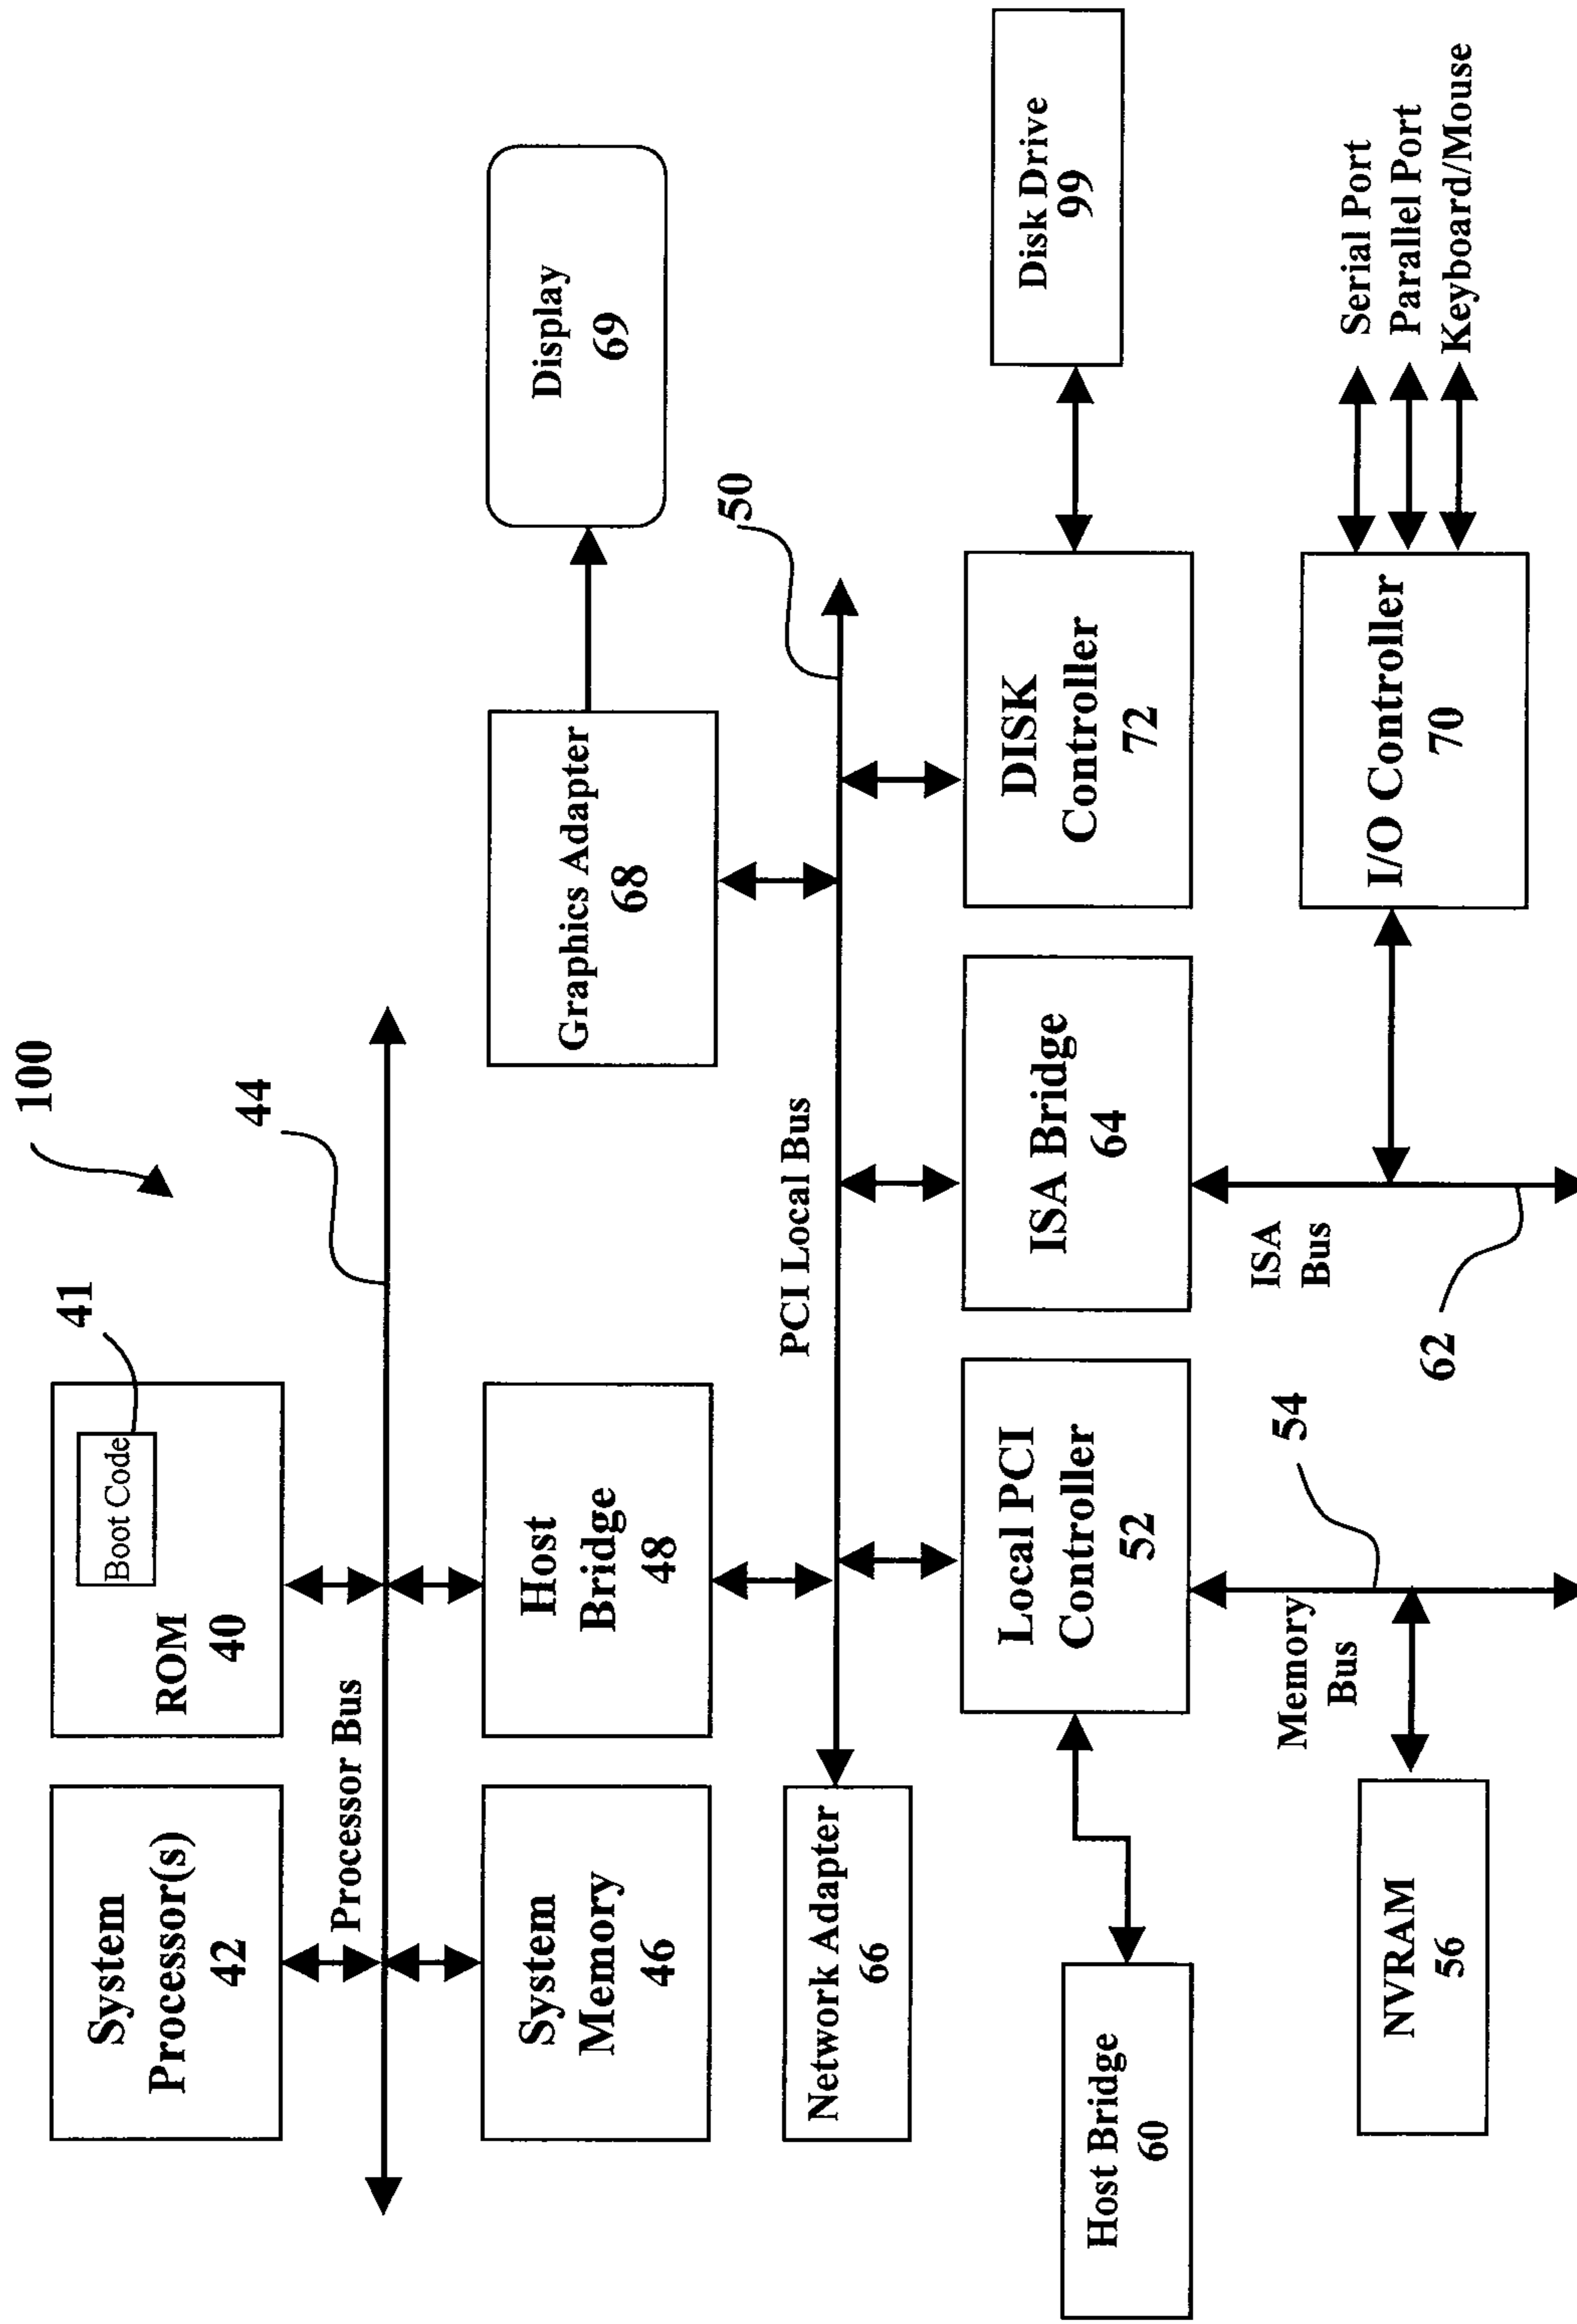 100
System
Processor(s)
42
ROM
40
Boot Code
41
Processor Bus
44
System
Memory
46
Host
Bridge
48
Graphics Adapter
68
Display
69
Network Adapter
66
PCI Local Bus
50
Host Bridge
60
Local PCI
Controller
52
ISA Bridge
64
DISK
Controller
72
Disk Drive
99
Memory
Bus
54
ISA
Bus
62
NVRAM
56
I/O Controller
70
Serial Port
Parallel Port
Keyboard/Mouse